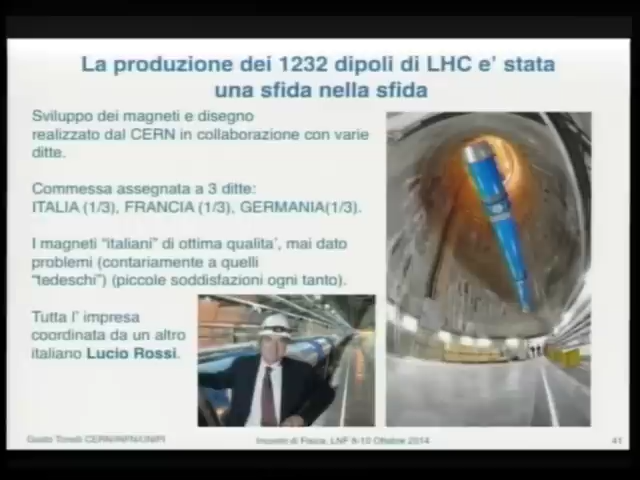 La produzione dei 1232 dipoli di LHC e' stata
una sfida nella sfida
Sviluppo dei magneti e disegno
realizzato dal CERN in collaborazione con varie
ditte.
Commessa assegnata a 3 ditte:
ITALIA (1/3), FRANCIA (1/3), GERMANIA(1/3).
I magneti "italiani" di ottima qualita', mai dato
problemi (contariamente a quelli
"tedeschi") (piccole soddisfazioni ogni tanto).
Tutta l' impresa
coordinata da un altro
italiano Lucio Rossi.
Guido Tonelli CERN/INFN/UNIPI
Incontri di Fisica, LNF 8-10 Ottobre 2014
41